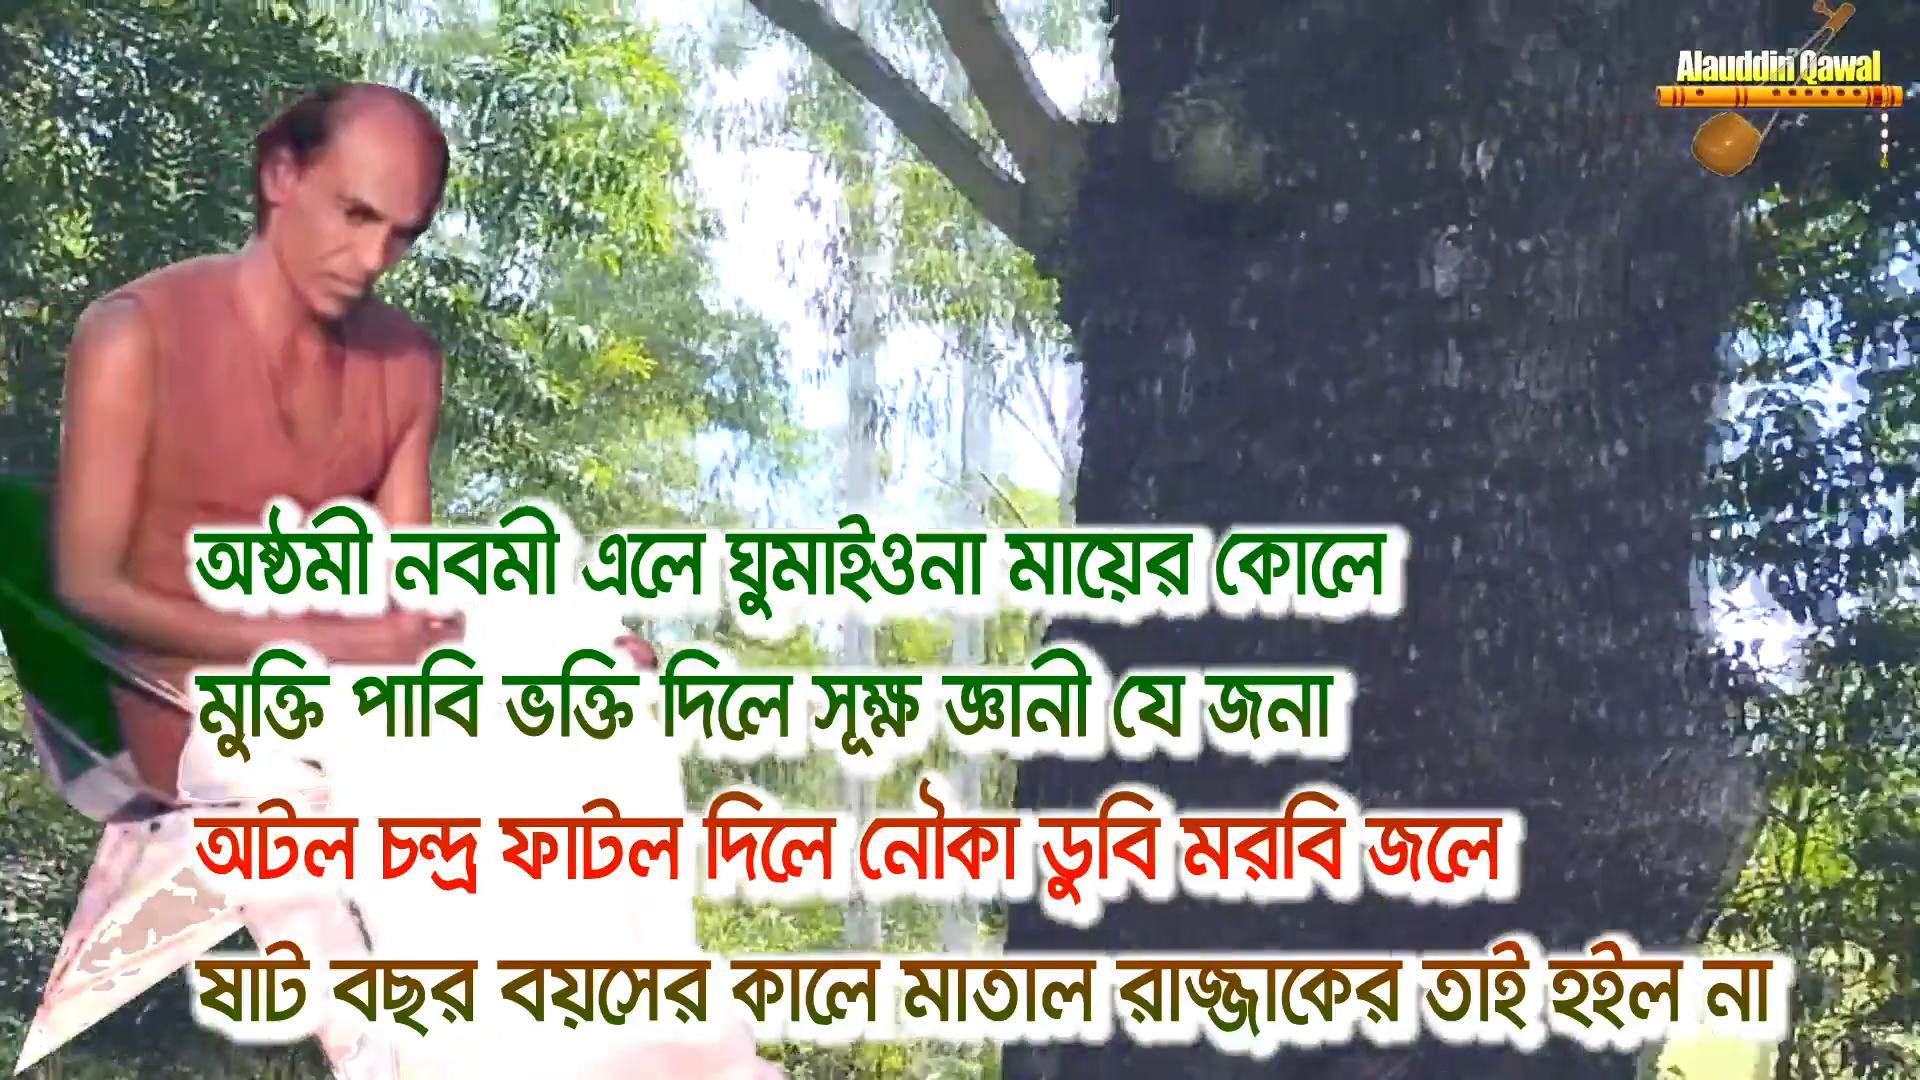 Alauddin Qawal
অষ্ঠমী নবমী এলে ঘুমাইওনা মায়ের কোলে
মুক্তি পাবি ভক্তি দিলে সূক্ষ জ্ঞানী যে জনা
অটল চন্দ্র ফাটল দিলে নৌকা ডুবি মরবি জলে
ষাট বছর বয়সের কালে মাতাল রাজ্জাকের তাই হইল না